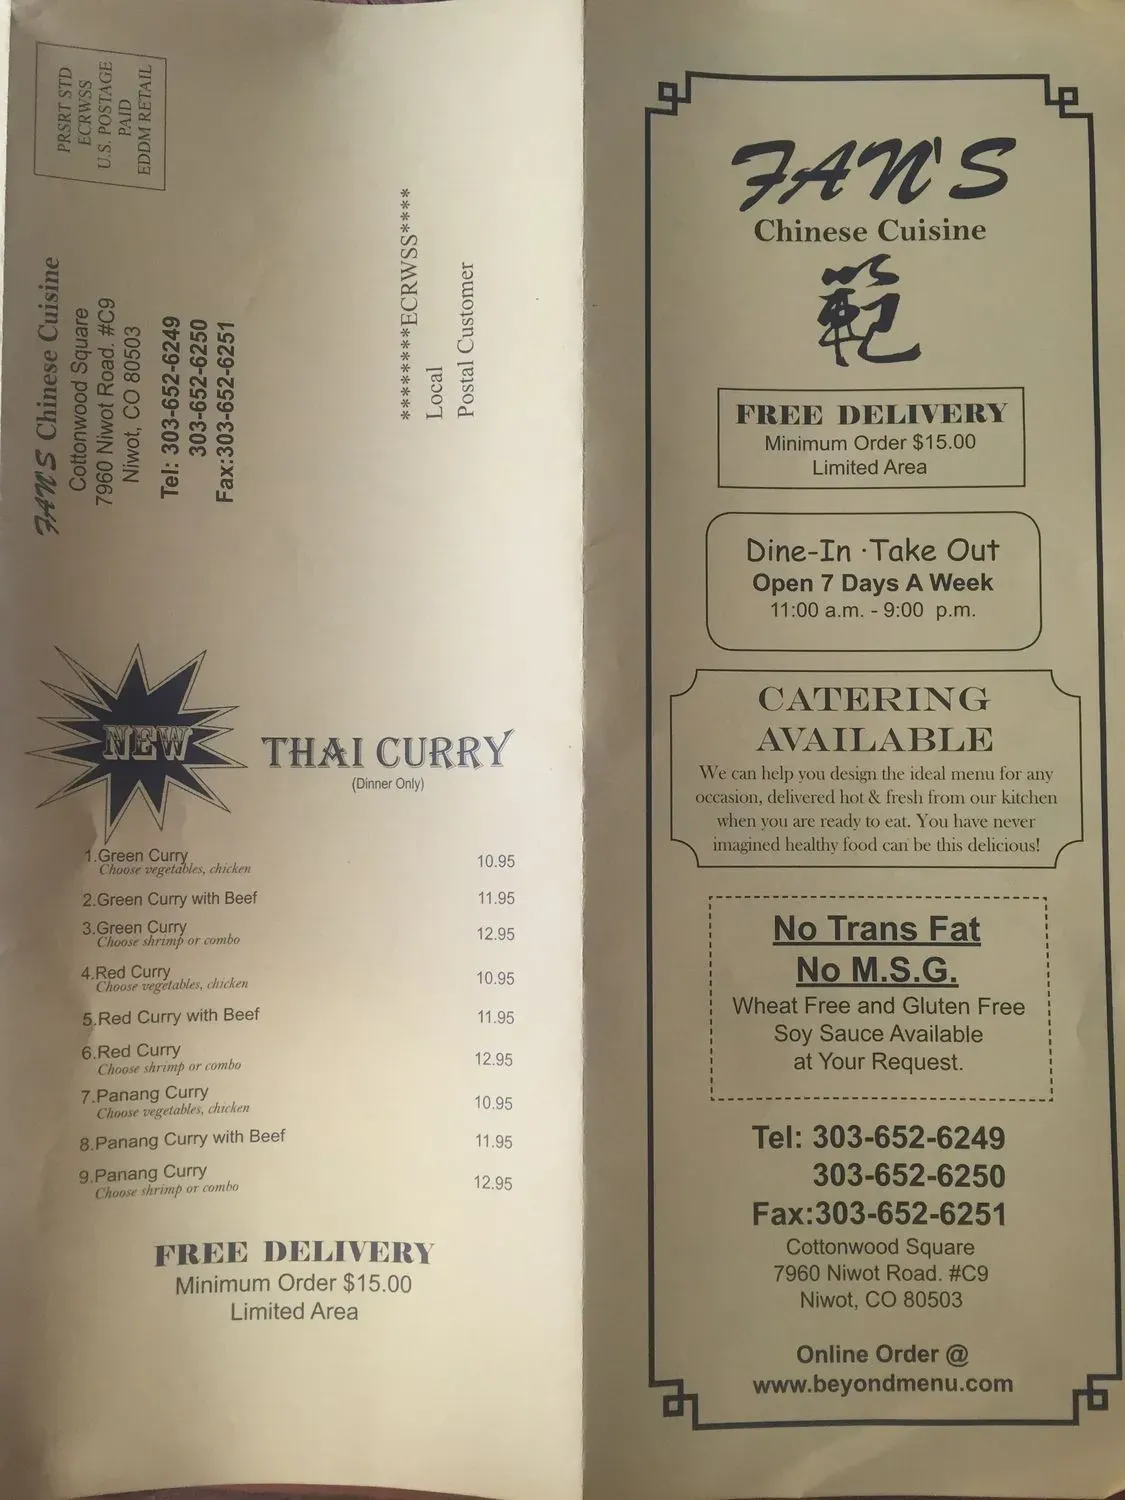 PRSRT STD
ECRWSS
U.S. POSTAGE
PAID
EDDM RETAIL
FAN'S Chinese Cuisine
Cottonwood Square
7960 Niwot Road. #C9
Niwot, CO 80503
Tel: 303-652-6249
303-652-6250
Fax:303-652-6251
********ECRWSS****
Local
Postal Customer
NEW
THAI CURRY
(Dinner Only)
1.Green Curry 10.95
Choose vegetables, chicken
2.Green Curry with Beef 11.95
3.Green Curry 12.95
Choose shrimp or combo
4.Red Curry 10.95
Choose vegetables, chicken
5.Red Curry with Beef 11.95
6.Red Curry 12.95
Choose shrimp or combo
7.Panang Curry 10.95
Choose vegetables, chicken
8.Panang Curry with Beef 11.95
9.Panang Curry 12.95
Choose shrimp or combo
FREE DELIVERY
Minimum Order $15.00
Limited Area
FAN'S
Chinese Cuisine
範
FREE DELIVERY
Minimum Order $15.00
Limited Area
Dine-In · Take Out
Open 7 Days A Week
11:00 a.m. - 9:00 p.m.
CATERING
AVAILABLE
We can help you design the ideal menu for any
occasion, delivered hot & fresh from our kitchen
when you are ready to eat. You have never
imagined healthy food can be this delicious!
No Trans Fat
No M.S.G.
Wheat Free and Gluten Free
Soy Sauce Available
at Your Request.
Tel: 303-652-6249
303-652-6250
Fax:303-652-6251
Cottonwood Square
7960 Niwot Road. #C9
Niwot, CO 80503
Online Order @
www.beyondmenu.com